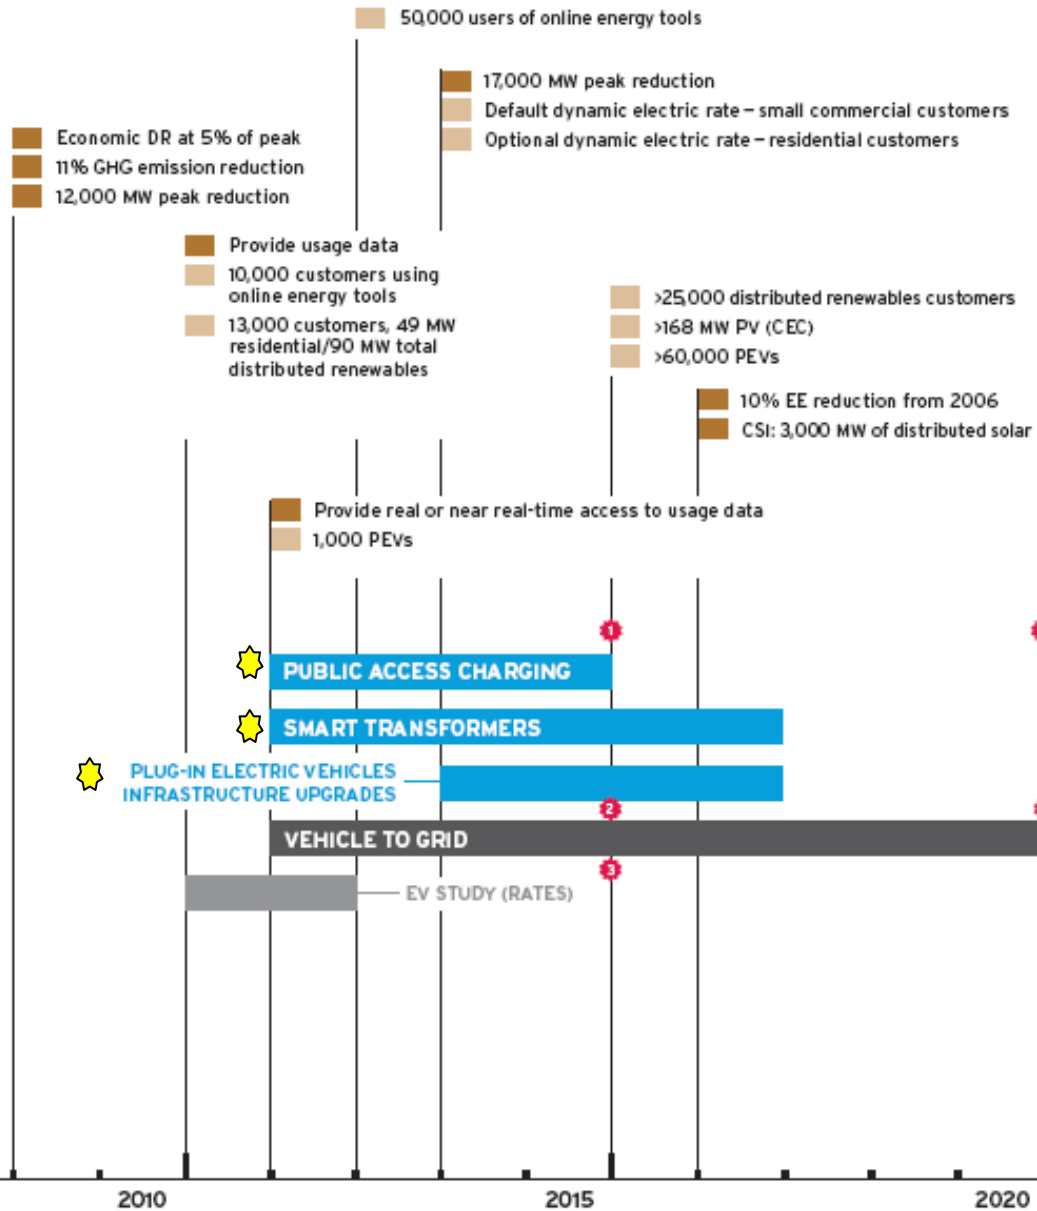 50,000 users of online energy tools
17,000 MW peak reduction
Default dynamic electric rate – small commercial customers
Optional dynamic electric rate – residential customers
Economic DR at 5% of peak
11% GHG emission reduction
12,000 MW peak reduction
Provide usage data
10,000 customers using
online energy tools
13,000 customers, 49 MW
residential/90 MW total
distributed renewables
>25,000 distributed renewables customers
>168 MW PV (CEC)
>60,000 PEVs
10% EE reduction from 2006
CSI: 3,000 MW of distributed solar
Provide real or near real-time access to usage data
1,000 PEVs
1
PUBLIC ACCESS CHARGING
SMART TRANSFORMERS
PLUG-IN ELECTRIC VEHICLES
INFRASTRUCTURE UPGRADES
2
VEHICLE TO GRID
3
EV STUDY (RATES)
2010
2015
2020